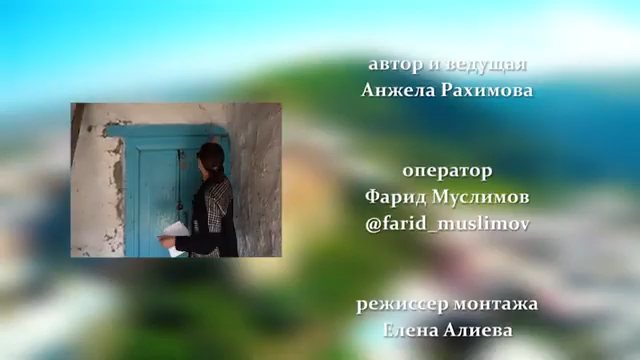 автор и ведущая
Анжела Рахимова
оператор
Фарид Муслимов
@farid_muslimov
режиссер монтажа
Елена Алиева